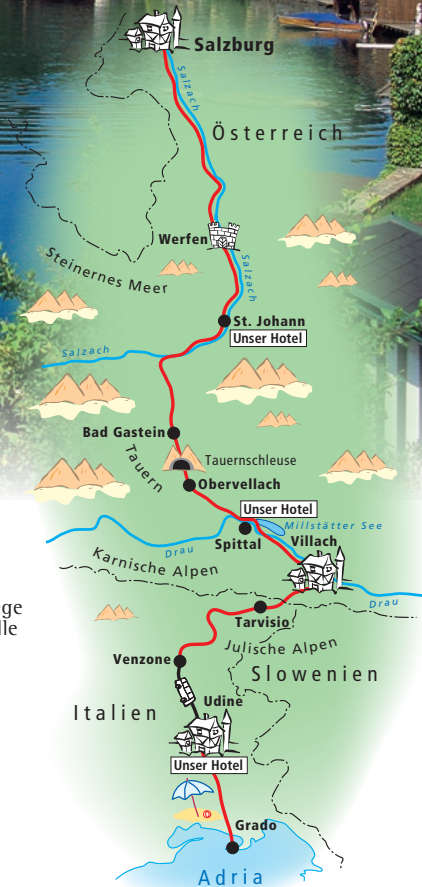 Salzburg
Salzach
Österreich
Werfen
Steinernes Meer
Salzach
St. Johann
Unser Hotel
Salzach
Bad Gastein
Tauern
Tauernschleuse
Obervellach
Unser Hotel
Millstätter See
Spittal
Villach
Drau
Karnische Alpen
Drau
ege
lle
Tarvisio
Julische Alpen
Venzone
Slowenien
Udine
Italien
Unser Hotel
Grado
Adria